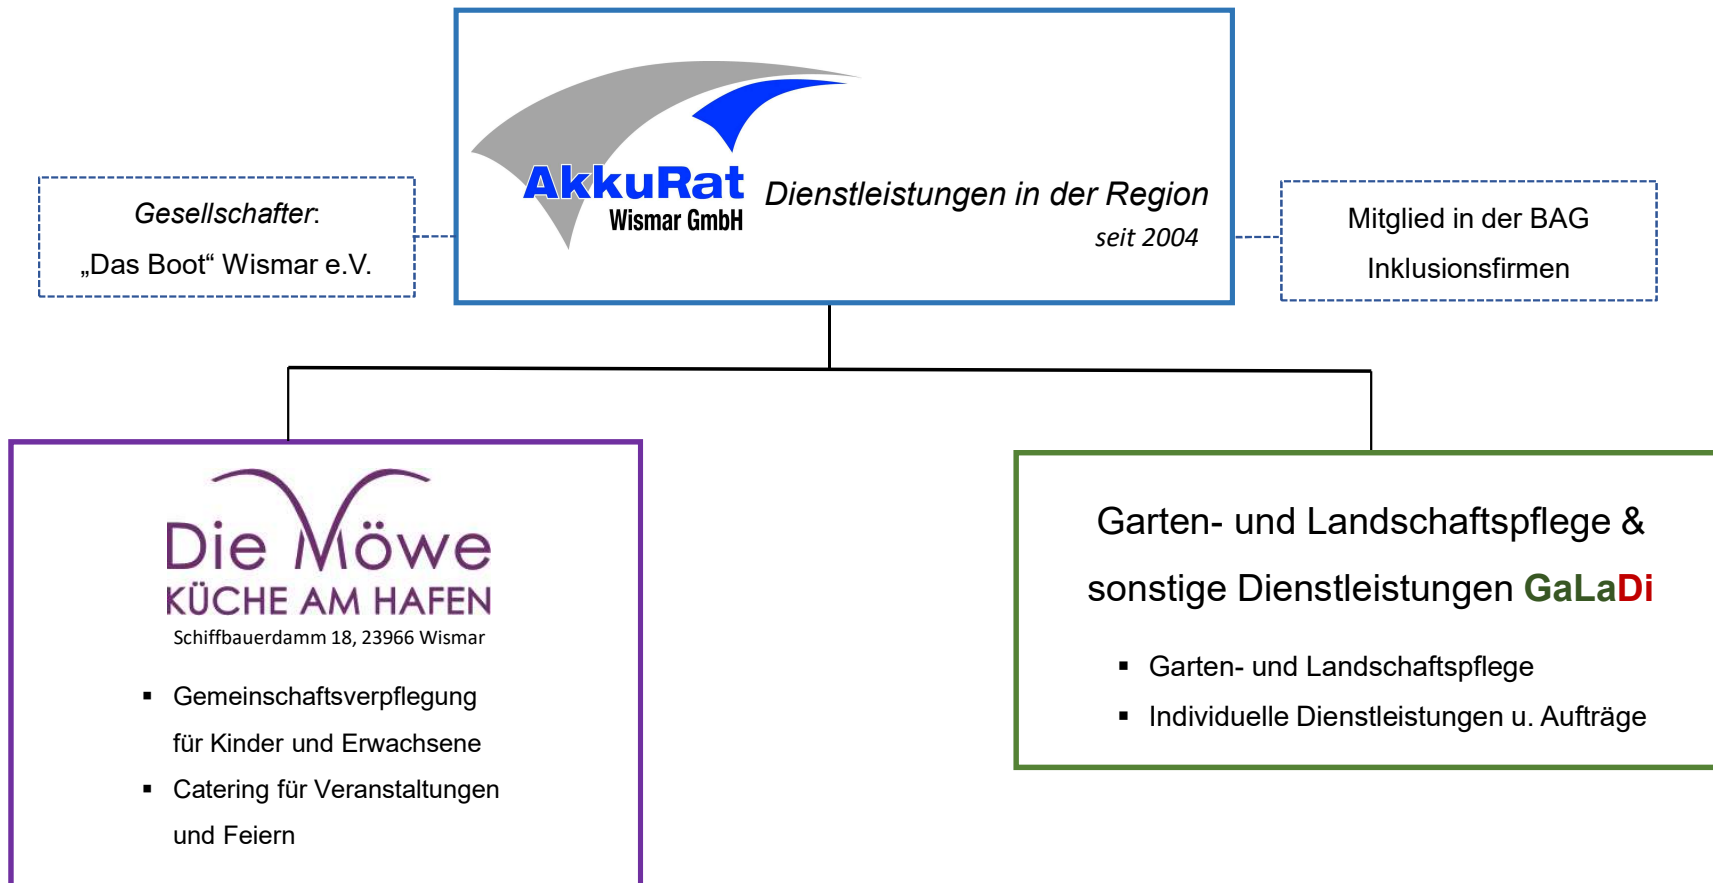 AkkuRat
Wismar GmbH
Dienstleistungen in der Region
seit 2004
Gesellschafter:
„Das Boot“ Wismar e.V.
Mitglied in der BAG
Inklusionsfirmen
Die Möwe
KÜCHE AM HAFEN
Schiffbauerdamm 18, 23966 Wismar
▪ Gemeinschaftsverpflegung
für Kinder und Erwachsene
▪ Catering für Veranstaltungen
und Feiern
Garten- und Landschaftspflege &
sonstige Dienstleistungen GaLaDi
▪ Garten- und Landschaftspflege
▪ Individuelle Dienstleistungen u. Aufträge